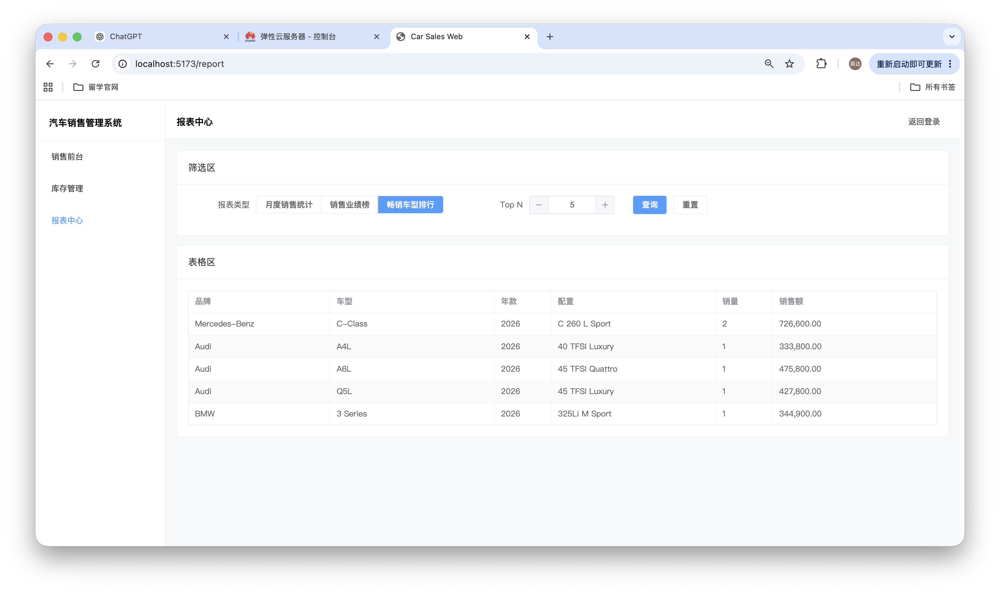 ChatGPT
HUAWEI 弹性云服务器 - 控制台
Car Sales Web
localhost:5173/report
昊达
重新启动即可更新
留学官网
所有书签
汽车销售管理系统
报表中心
返回登录
销售前台
库存管理
报表中心
筛选区
报表类型 月度销售统计 销售业绩榜 畅销车型排行 Top N 5 查询 重置
表格区
品牌 车型 年款 配置 销量 销售额
Mercedes-Benz C-Class 2026 C 260 L Sport 2 726,600.00
Audi A4L 2026 40 TFSI Luxury 1 333,800.00
Audi A6L 2026 45 TFSI Quattro 1 475,800.00
Audi Q5L 2026 45 TFSI Luxury 1 427,800.00
BMW 3 Series 2026 325Li M Sport 1 344,900.00